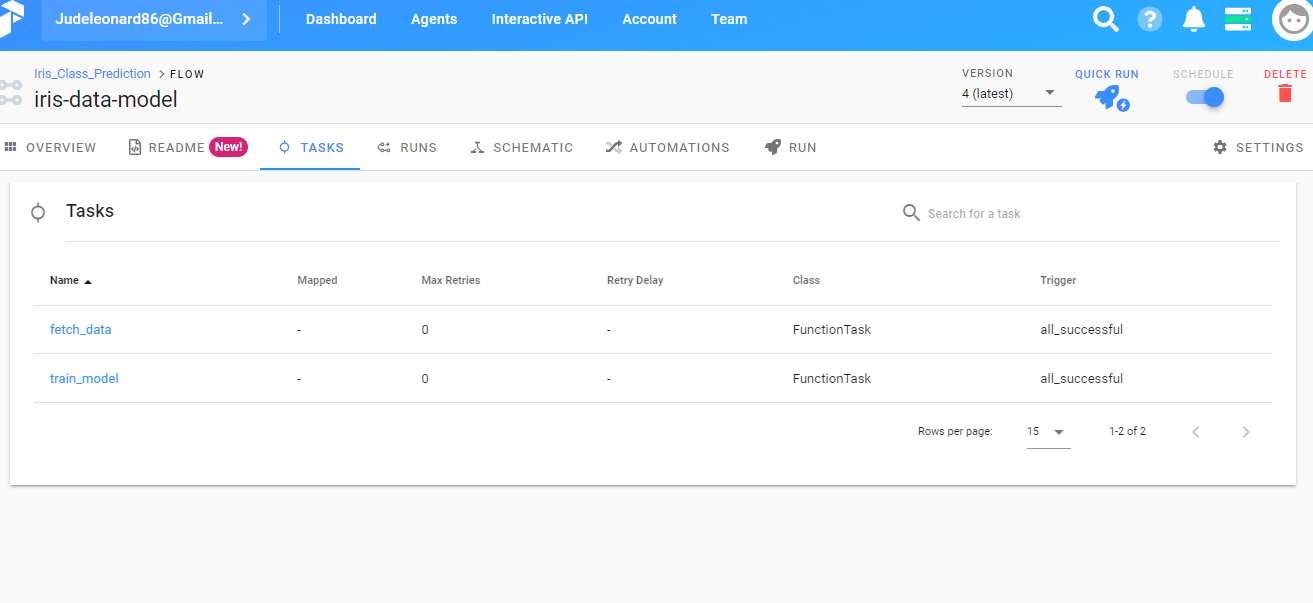 Judeleonard86@Gmail... Dashboard Agents Interactive API Account Team
Iris_Class_Prediction > FLOW
iris-data-model
VERSION
4 (latest)
QUICK RUN
SCHEDULE
DELETE
OVERVIEW README New! TASKS RUNS SCHEMATIC AUTOMATIONS RUN SETTINGS
Tasks
Search for a task
Name Mapped Max Retries Retry Delay Class Trigger
fetch_data - 0 - FunctionTask all_successful
train_model - 0 - FunctionTask all_successful
Rows per page: 15 1-2 of 2